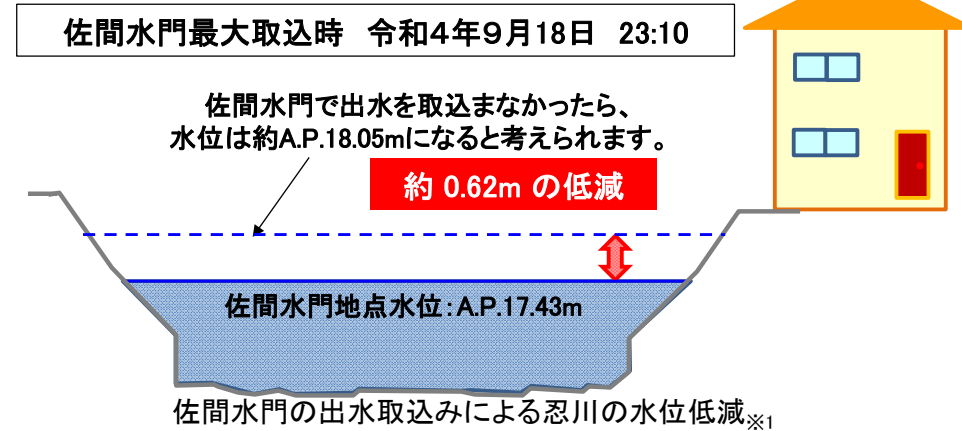 佐間水門最大取込時 令和4年９月18日 23:10
佐間水門で出水を取込まなかったら、
水位は約A.P.18.05mになると考えられます。
約 0.62m の低減
佐間水門地点水位：A.P.17.43m
佐間水門の出水取込みによる忍川の水位低減※1